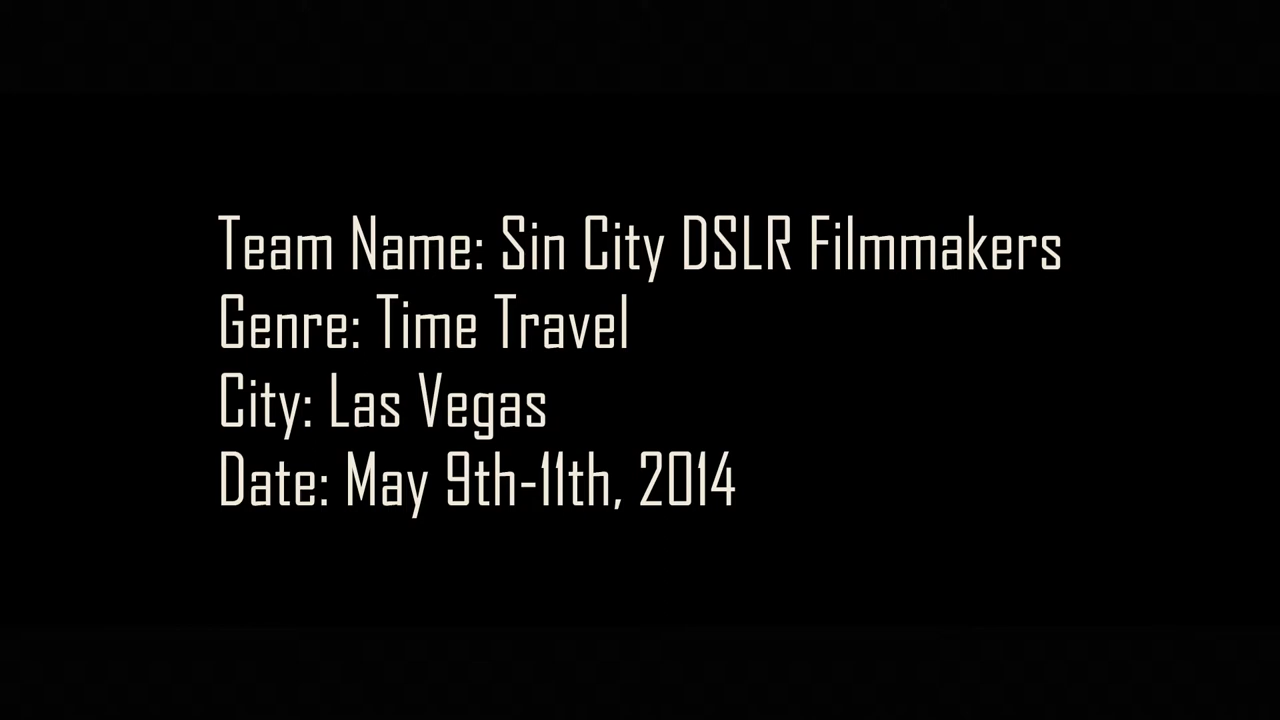 Team Name: Sin City DSLR Filmmakers
Genre: Time Travel
City: Las Vegas
Date: May 9th-11th, 2014